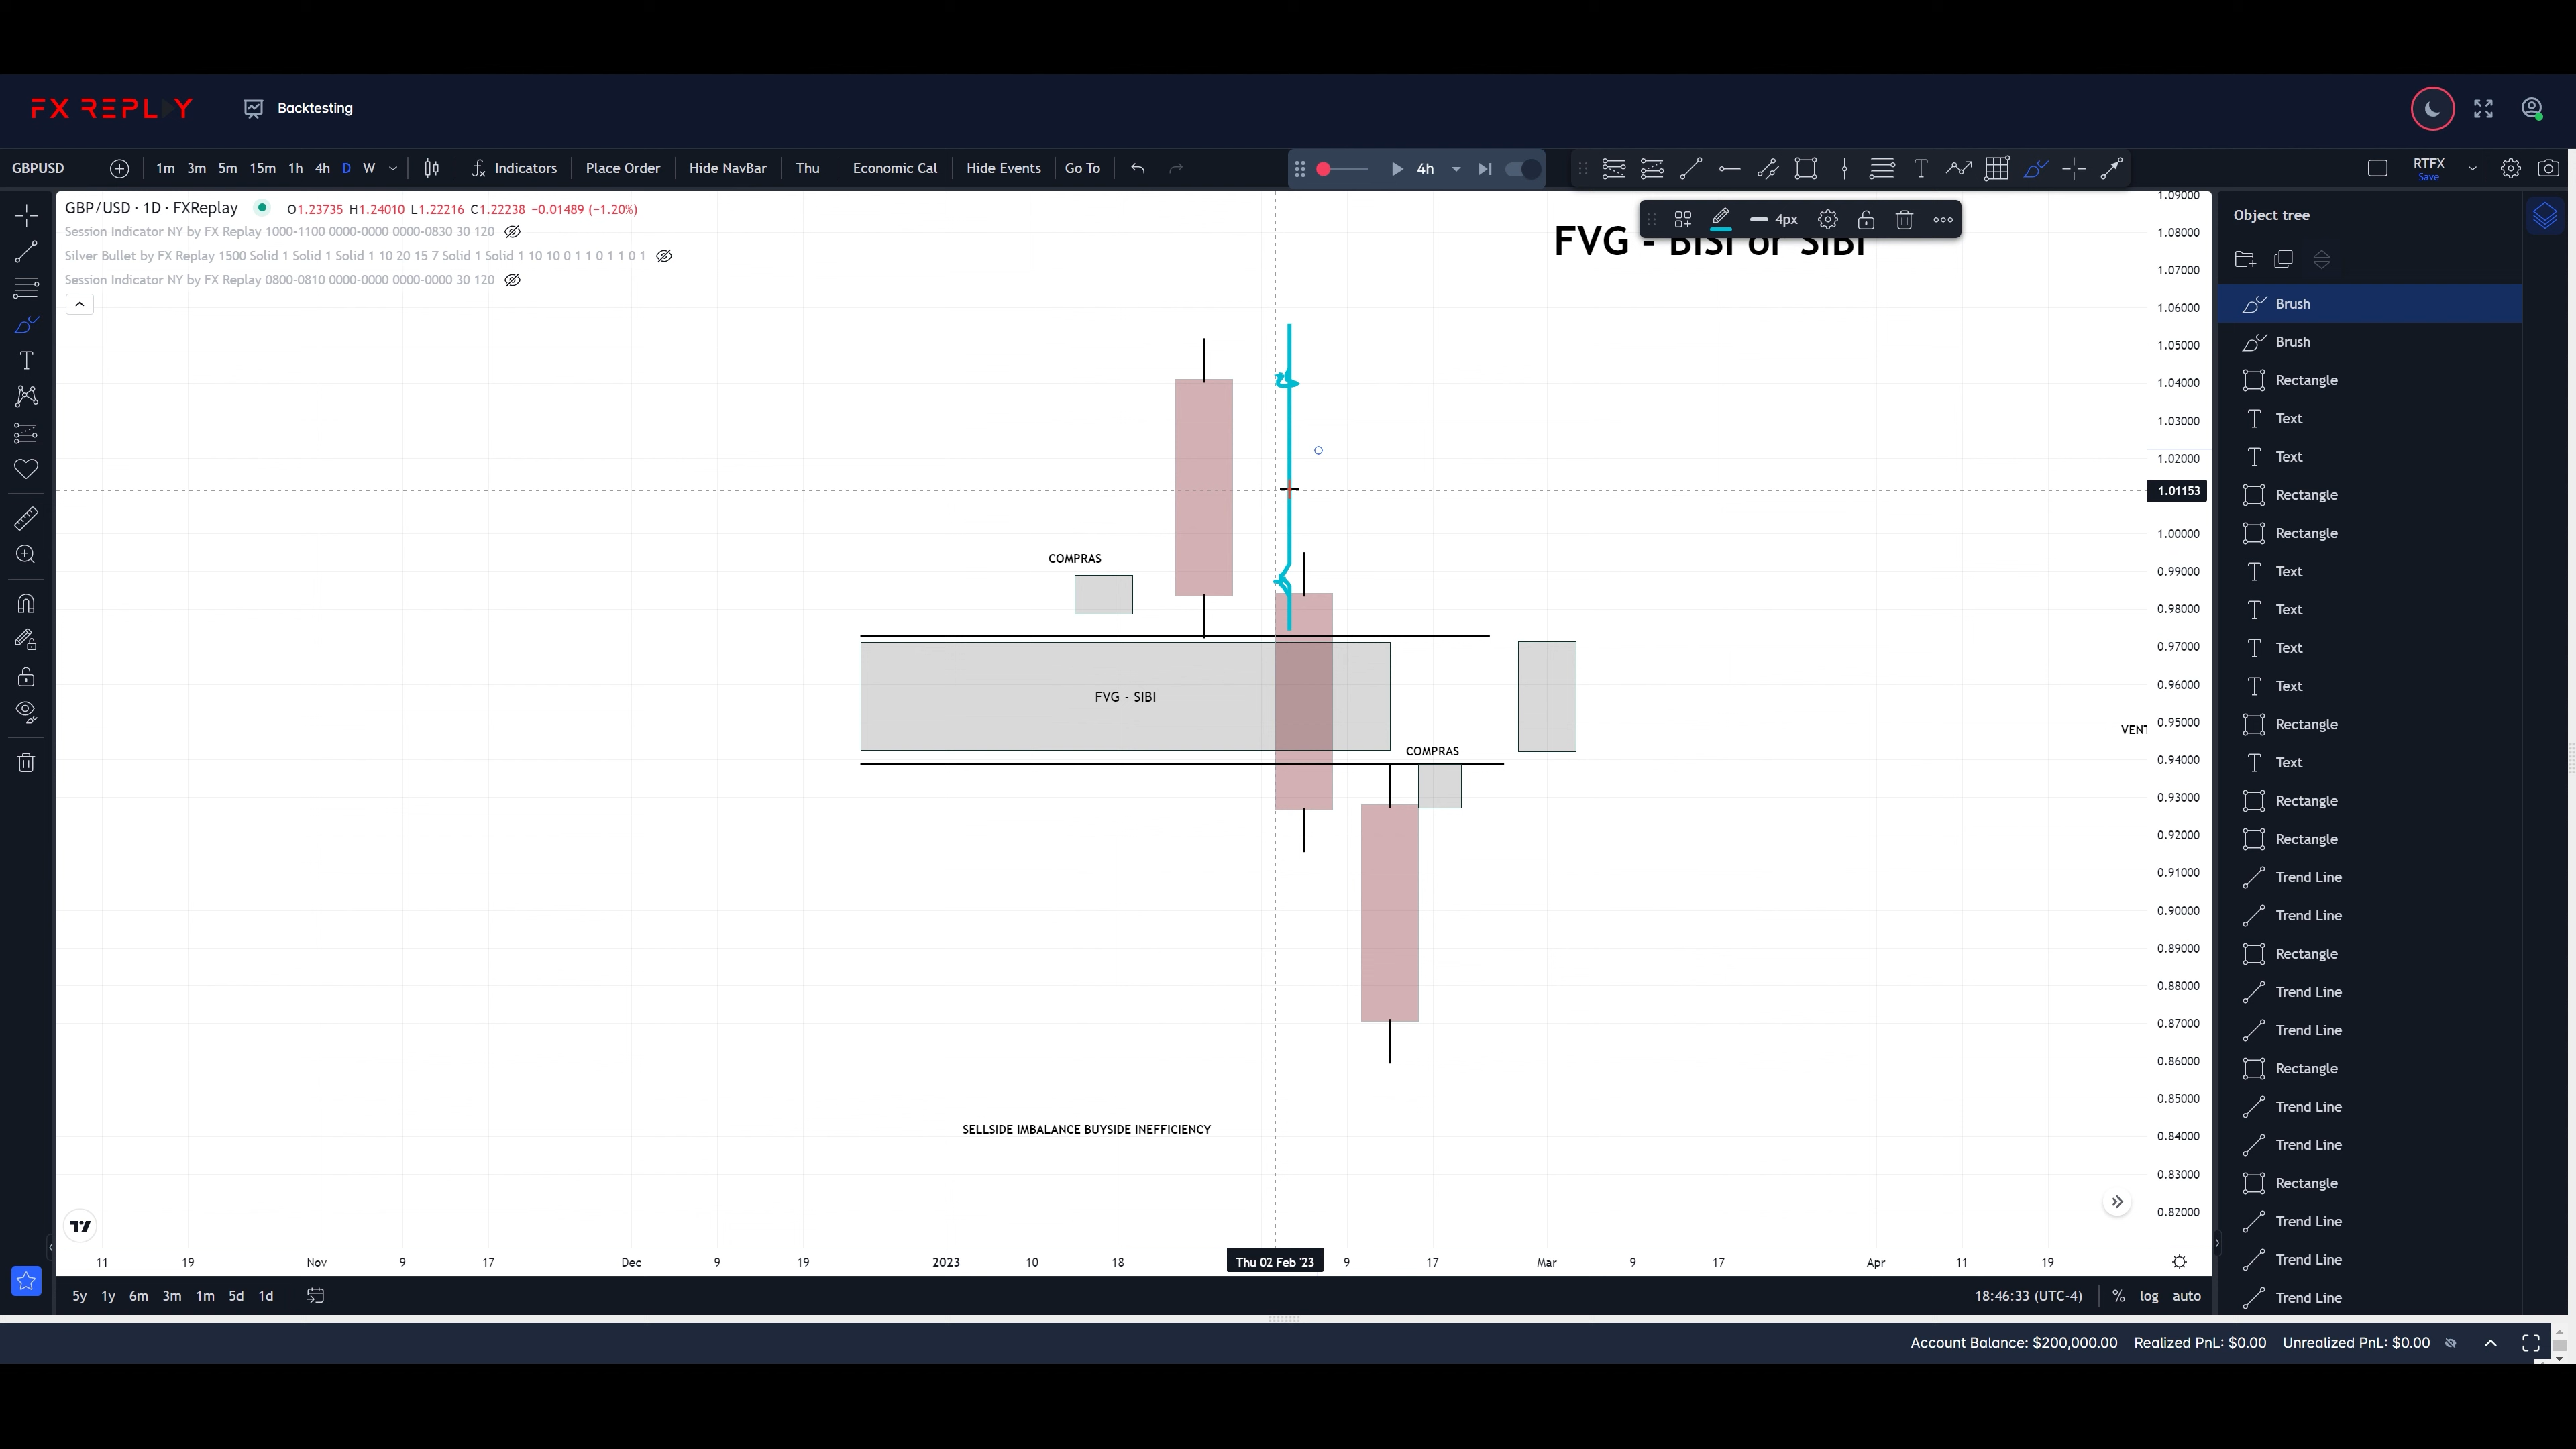 FX REPLAY
Backtesting
GBPUSD 1m 3m 5m 15m 1h 4h D W Indicators Place Order Hide NavBar Thu Economic Cal Hide Events Go To 4h RTFX
Save
GBP/USD · 1D · FXReplay O1.23735 H1.24010 L1.22216 C1.22238 −0.01489 (−1.20%)
Session Indicator NY by FX Replay 1000-1100 0000-0000 0000-0830 30 120
Silver Bullet by FX Replay 1500 Solid 1 Solid 1 Solid 1 10 20 15 7 Solid 1 Solid 1 10 10 0 1 1 0 1 1 0 1
Session Indicator NY by FX Replay 0800-0810 0000-0000 0000-0000 30 120
4px
FVG - BISI or SIBI
COMPRAS
FVG - SIBI
COMPRAS
VENT
SELLSIDE IMBALANCE BUYSIDE INEFFICIENCY
1.09000
1.08000
1.07000
1.06000
1.05000
1.04000
1.03000
1.02000
1.01153
1.00000
0.99000
0.98000
0.97000
0.96000
0.95000
0.94000
0.93000
0.92000
0.91000
0.90000
0.89000
0.88000
0.87000
0.86000
0.85000
0.84000
0.83000
0.82000
11 19 Nov 9 17 Dec 9 19 2023 10 18 Thu 02 Feb '23 9 17 Mar 9 17 Apr 11 19
5y 1y 6m 3m 1m 5d 1d
18:46:33 (UTC-4) % log auto
Object tree
Brush
Brush
Rectangle
Text
Text
Rectangle
Rectangle
Text
Text
Text
Text
Rectangle
Text
Rectangle
Rectangle
Trend Line
Trend Line
Rectangle
Trend Line
Trend Line
Rectangle
Trend Line
Trend Line
Rectangle
Trend Line
Trend Line
Trend Line
Account Balance: $200,000.00 Realized PnL: $0.00 Unrealized PnL: $0.00